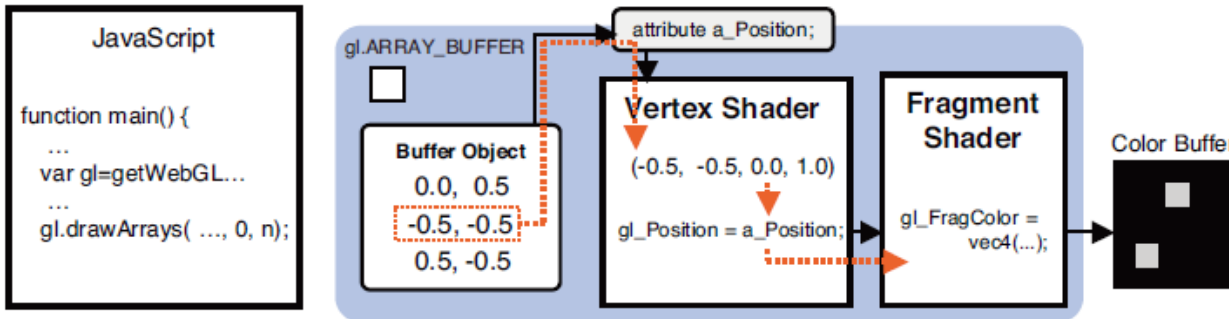 JavaScript
function main() {
...
var gl=getWebGL...
...
gl.drawArrays( ..., 0, n);
gl.ARRAY_BUFFER
attribute a_Position;
Buffer Object
0.0, 0.5
-0.5, -0.5
0.5, -0.5
Vertex Shader
(-0.5, -0.5, 0.0, 1.0)
gl_Position = a_Position;
Fragment
Shader
gl_FragColor =
vec4(...);
Color Buffer